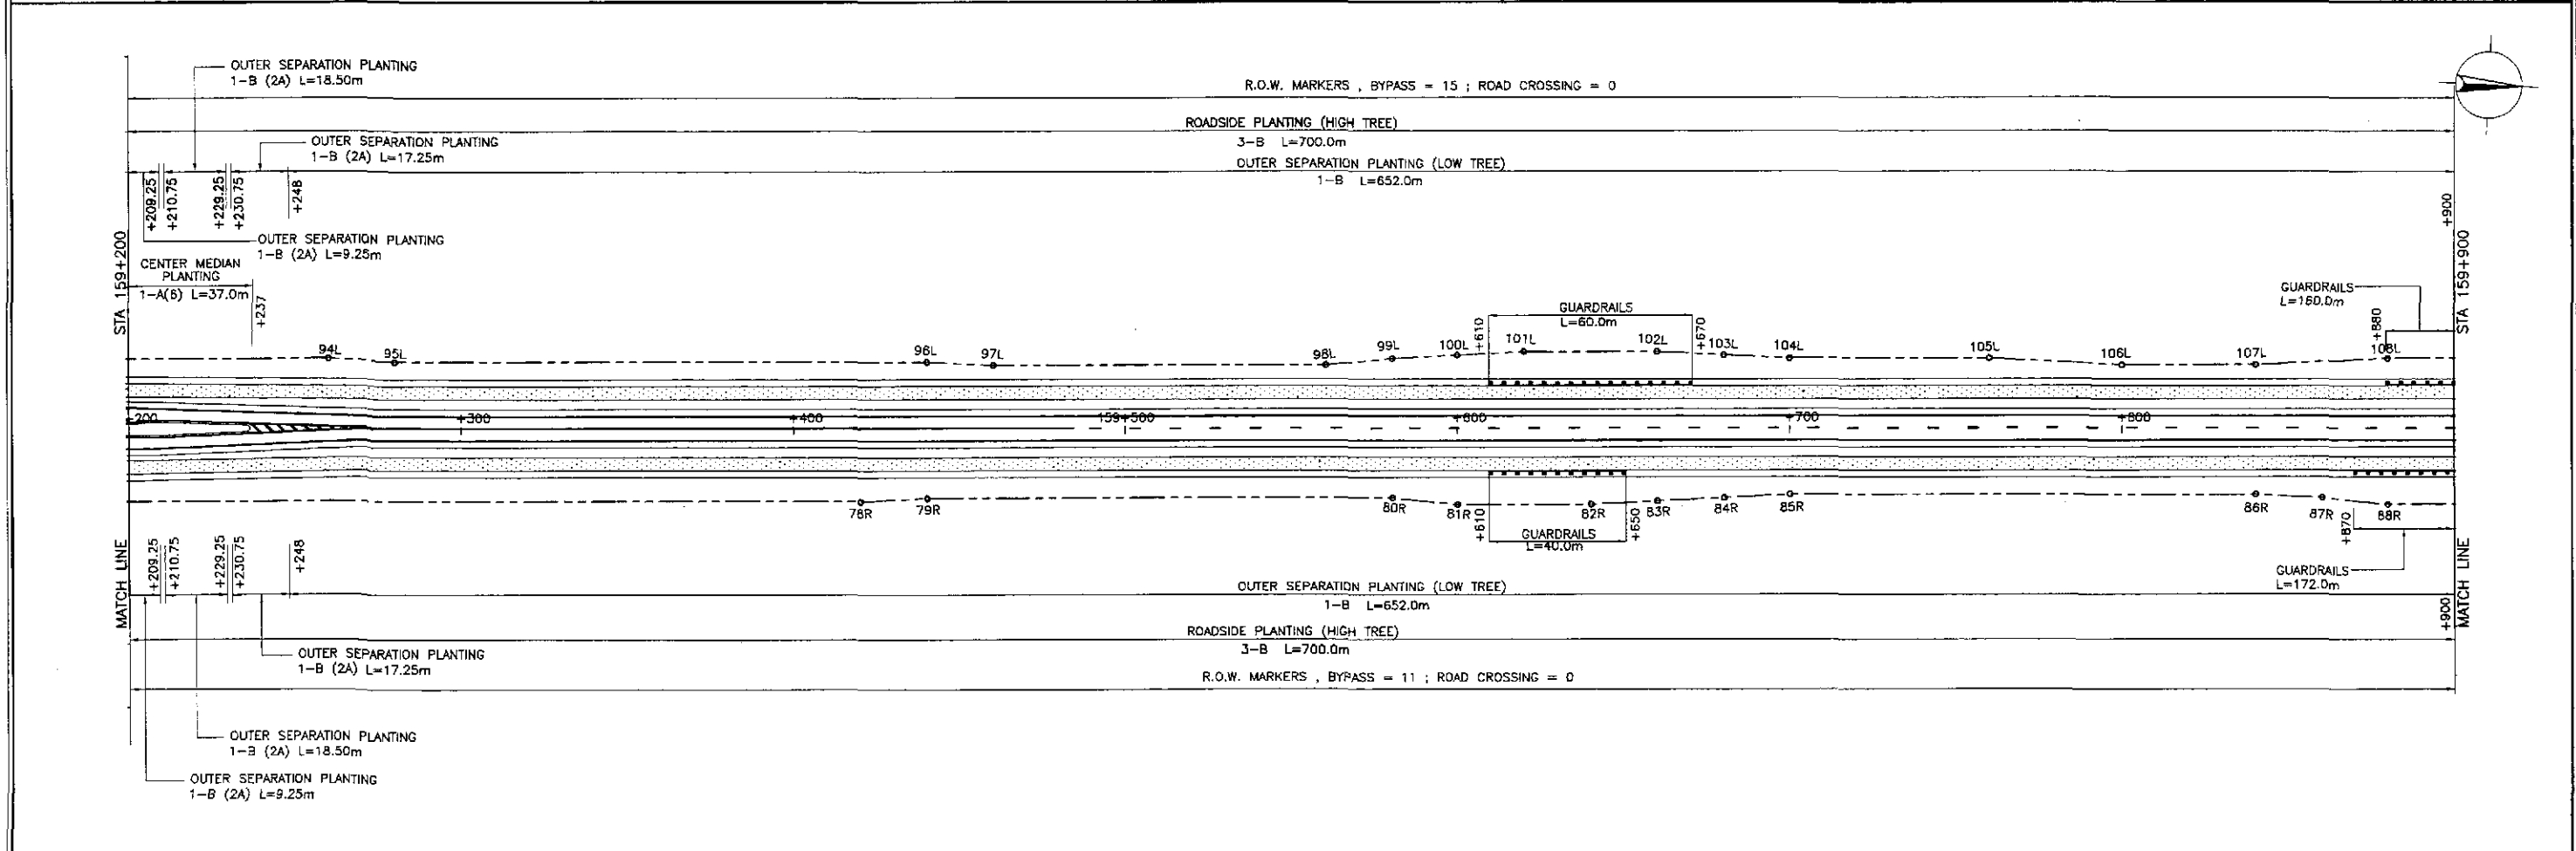 OUTER SEPARATION PLANTING
1-B (2A) L=18.50m
R.O.W. MARKERS , BYPASS = 15 ; ROAD CROSSING = 0
ROADSIDE PLANTING (HIGH TREE)
3-B L=700.0m
OUTER SEPARATION PLANTING
1-B (2A) L=17.25m
OUTER SEPARATION PLANTING (LOW TREE)
1-B L=652.0m
+209.25
+210.75
+229.25
+230.75
+248
+900
OUTER SEPARATION PLANTING
1-B (2A) L=9.25m
STA 159+200
CENTER MEDIAN
PLANTING
1-A(6) L=37.0m
+237
STA 159+900
GUARDRAILS
L=160.0m
GUARDRAILS
L=60.0m
+610
+670
+880
94L
95L
96L
97L
98L
99L
100L
101L
102L
103L
104L
105L
106L
107L
108L
+200
+300
+400
159+500
+600
+700
+800
78R
79R
80R
81R
82R
83R
84R
85R
86R
87R
88R
+610
GUARDRAILS
L=40.0m
+650
+870
GUARDRAILS
L=172.0m
MATCH LINE
+209.25
+210.75
+229.25
+230.75
+248
+900
MATCH LINE
OUTER SEPARATION PLANTING (LOW TREE)
1-B L=652.0m
ROADSIDE PLANTING (HIGH TREE)
3-B L=700.0m
OUTER SEPARATION PLANTING
1-B (2A) L=17.25m
R.O.W. MARKERS , BYPASS = 11 ; ROAD CROSSING = 0
OUTER SEPARATION PLANTING
1-B (2A) L=18.50m
OUTER SEPARATION PLANTING
1-B (2A) L=9.25m